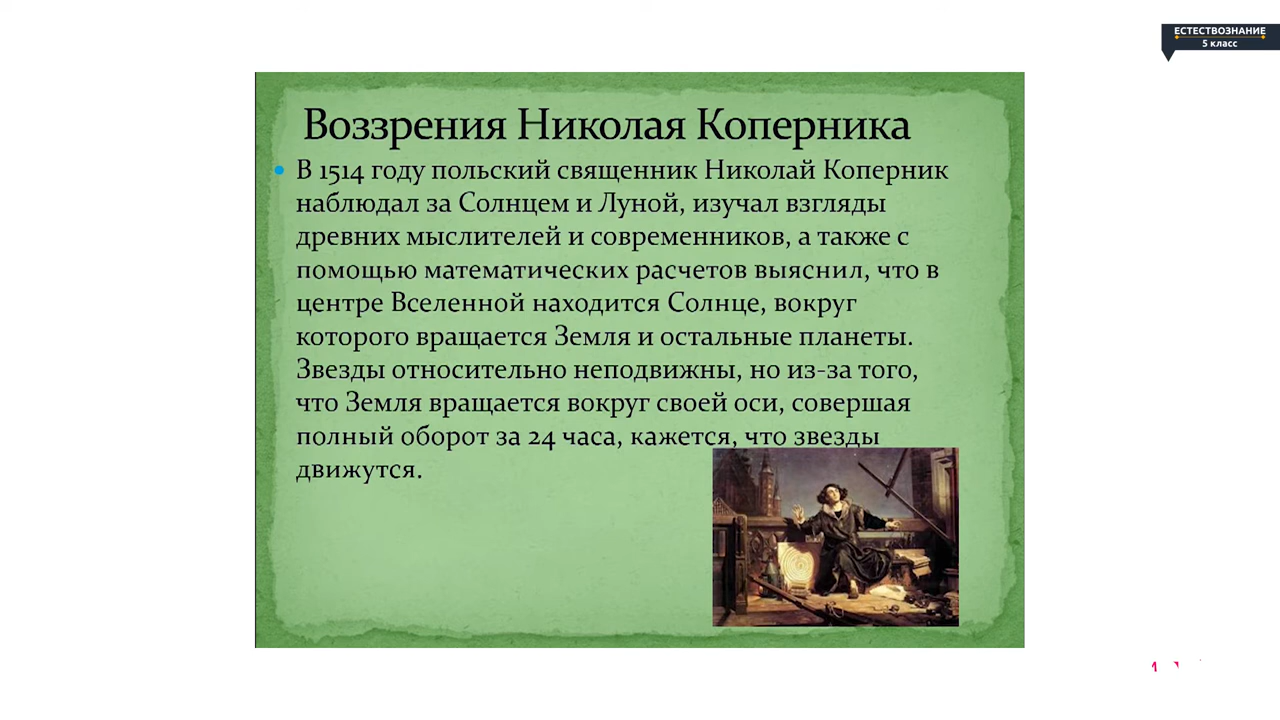 ЕСТЕСТВОЗНАНИЕ
5 класс
Воззрения Николая Коперника
• В 1514 году польский священник Николай Коперник
наблюдал за Солнцем и Луной, изучал взгляды
древних мыслителей и современников, а также с
помощью математических расчетов выяснил, что в
центре Вселенной находится Солнце, вокруг
которого вращается Земля и остальные планеты.
Звезды относительно неподвижны, но из-за того,
что Земля вращается вокруг своей оси, совершая
полный оборот за 24 часа, кажется, что звезды
движутся.